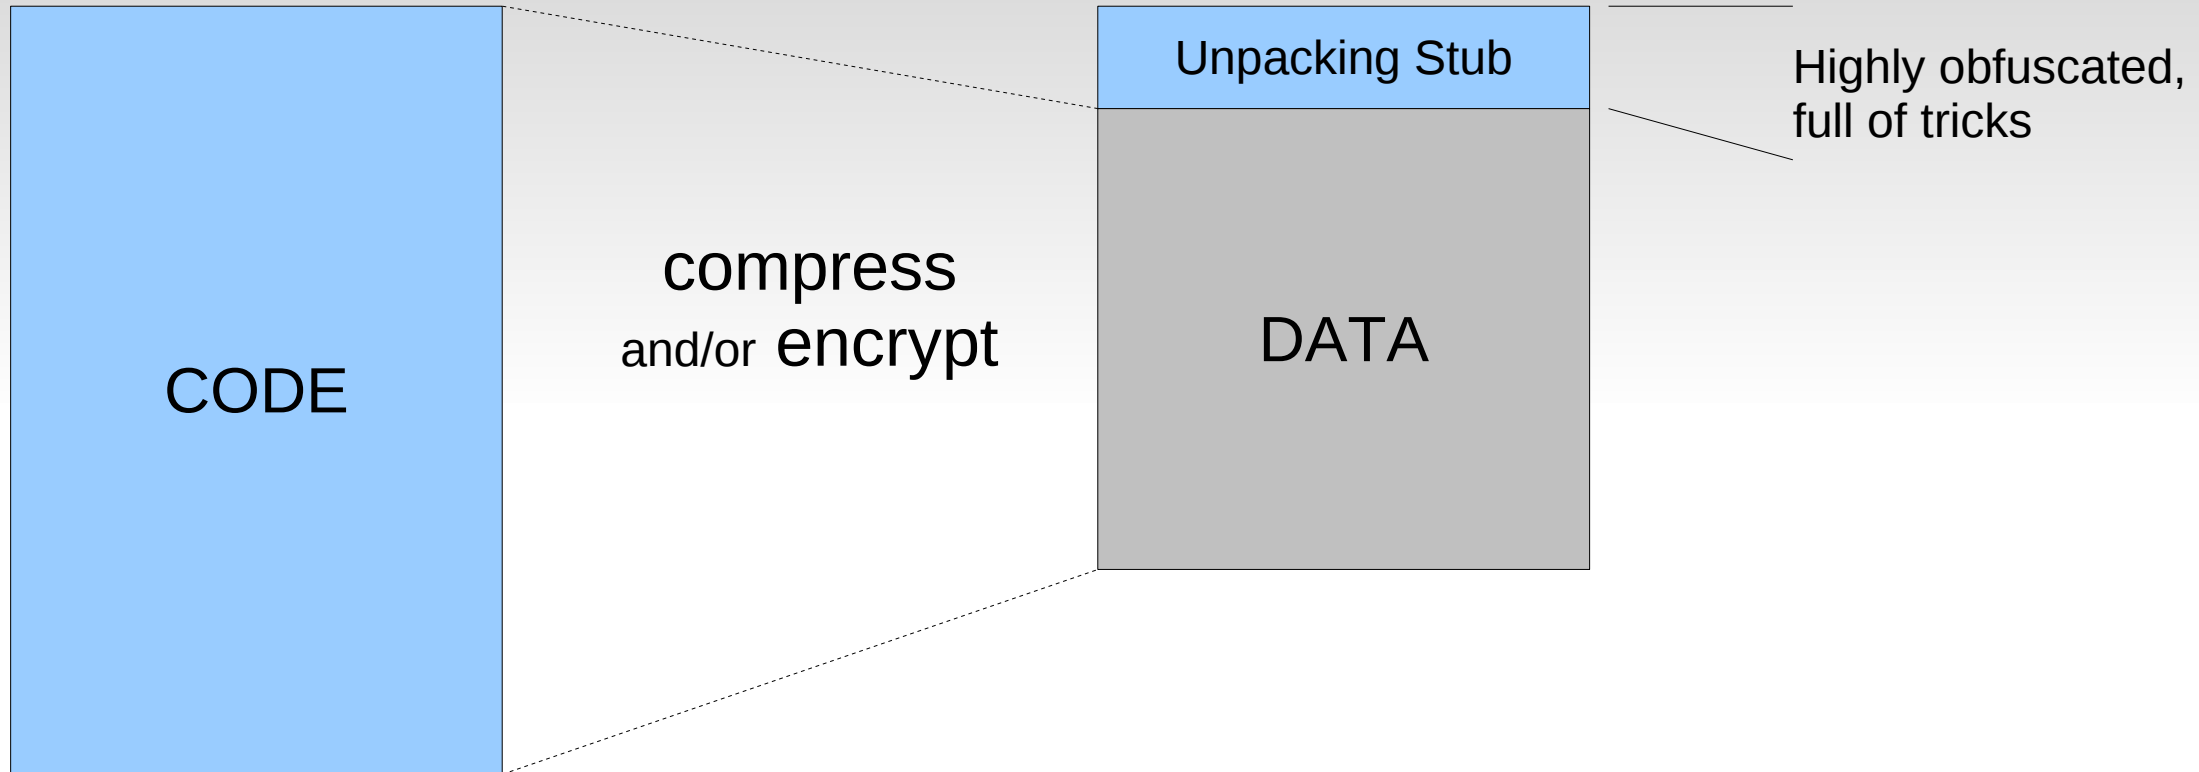 CODE
compress
and/or encrypt
Unpacking Stub
DATA
Highly obfuscated,
full of tricks